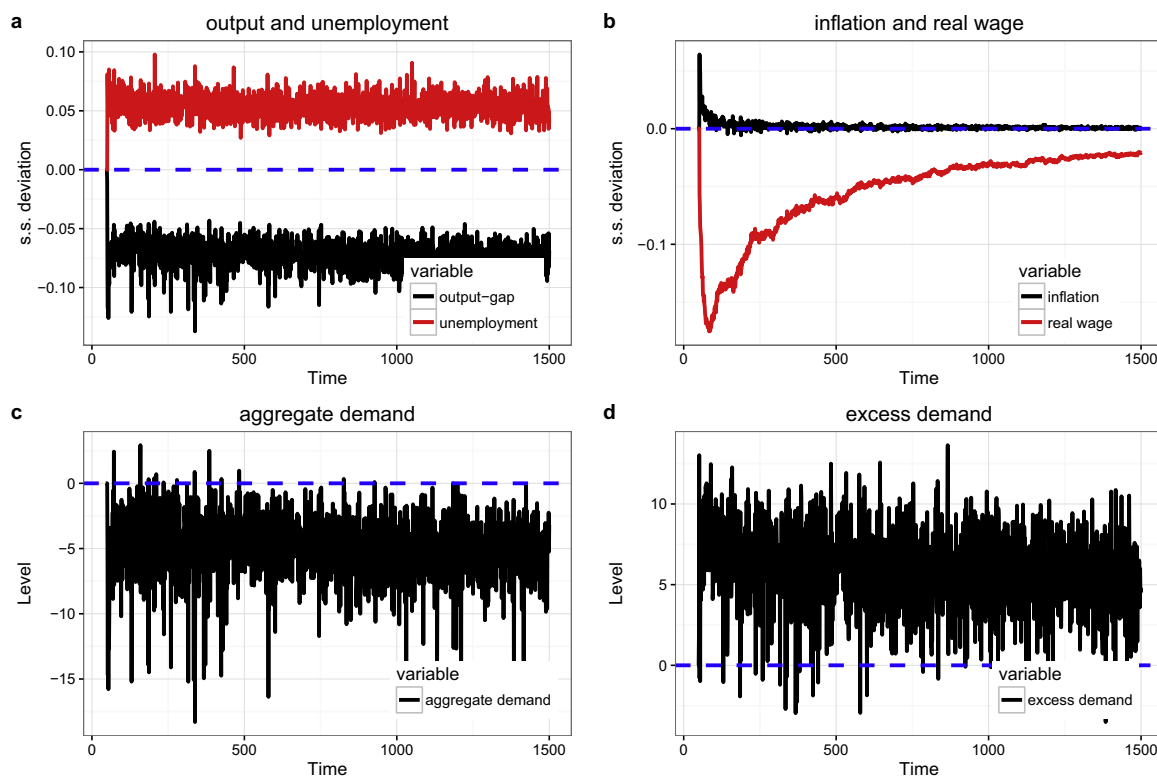 a
output and unemployment
s.s. deviation
0.10
0.05
0.00
−0.05
−0.10
variable
output−gap
unemployment
0
500
1000
1500
Time
b
inflation and real wage
s.s. deviation
0.0
−0.1
variable
inflation
real wage
0
500
1000
1500
Time
c
aggregate demand
Level
0
−5
−10
−15
variable
aggregate demand
0
500
1000
1500
Time
d
excess demand
Level
10
5
0
variable
excess demand
0
500
1000
1500
Time